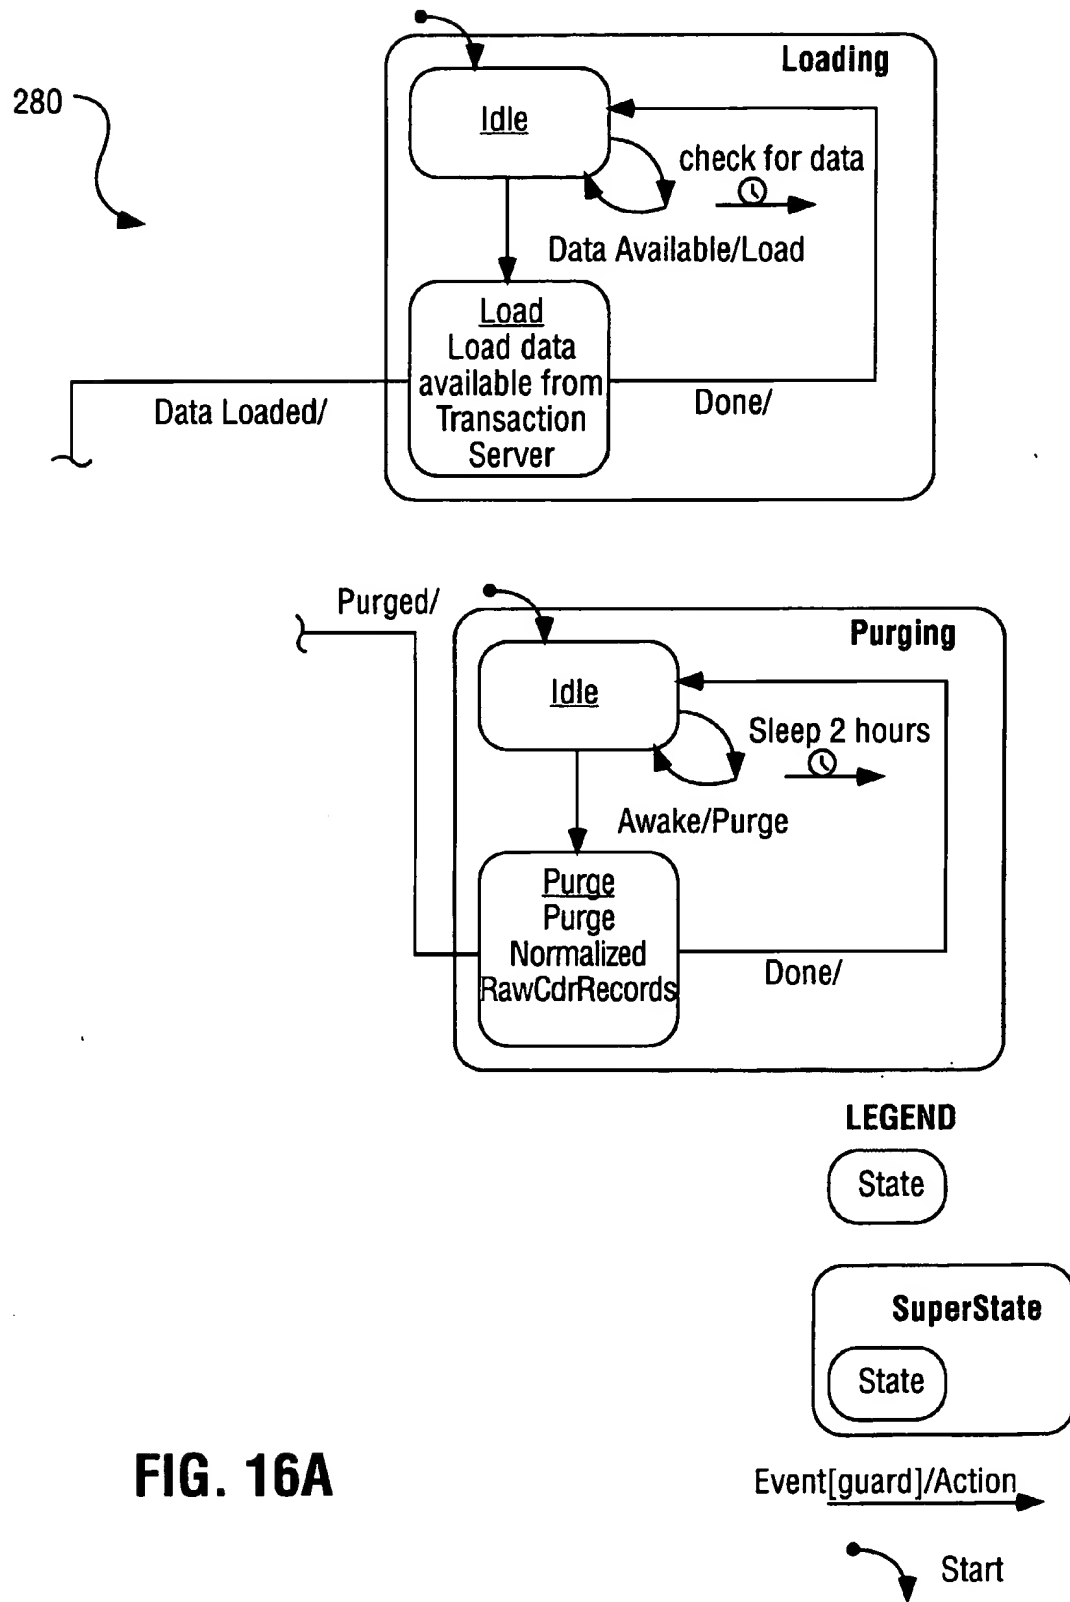 Loading
280
Idle
check for data
Data Available/Load
Load
Load data
available from
Transaction
Server
Data Loaded/
Done/
Purged/
Purging
Idle
Sleep 2 hours
Awake/Purge
Purge
Purge
Normalized
RawCdrRecords
Done/
LEGEND
State
SuperState
State
FIG. 16A
Event[guard]/Action
Start